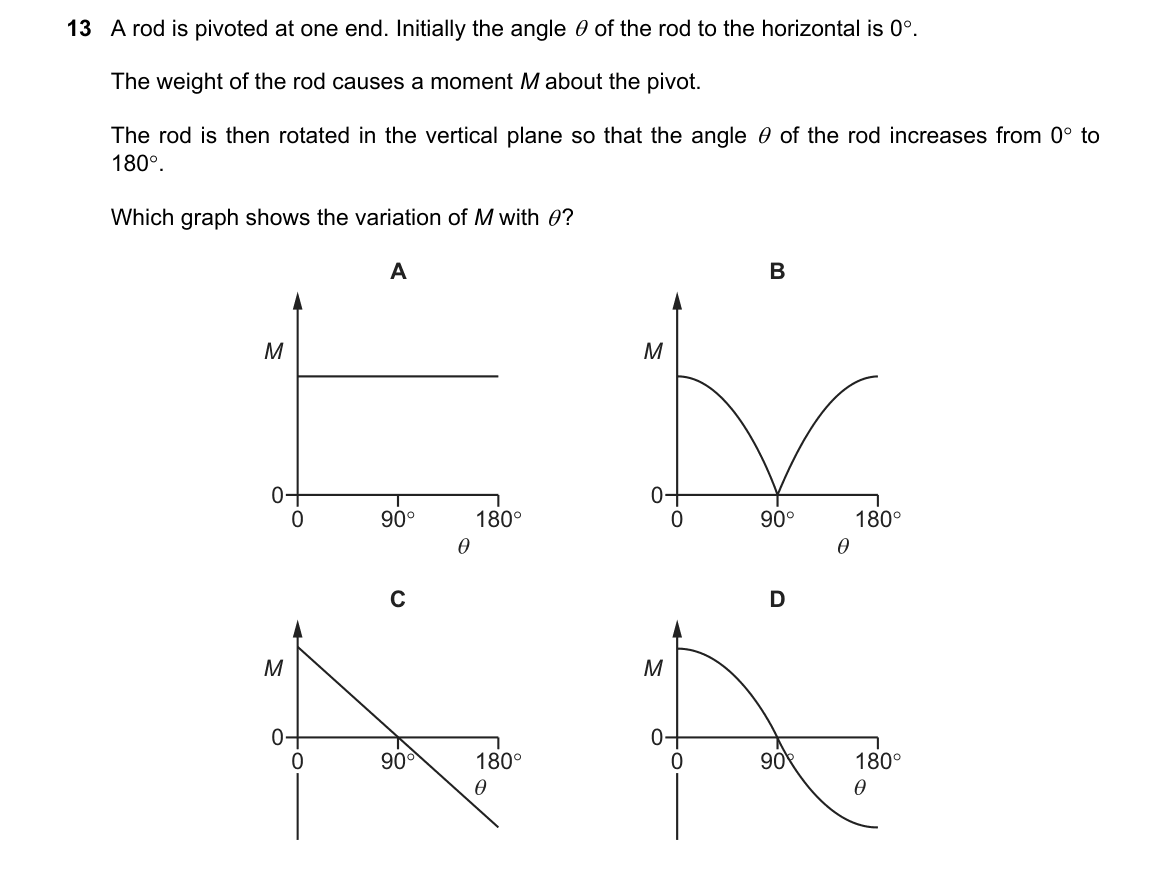 13 A rod is pivoted at one end. Initially the angle θ of the rod to the horizontal is 0°.
The weight of the rod causes a moment M about the pivot.
The rod is then rotated in the vertical plane so that the angle θ of the rod increases from 0° to
180°.
Which graph shows the variation of M with θ?
A
M
0
0 90° 180°
θ
B
M
0
0 90° 180°
θ
C
M
0
0 90° 180°
θ
D
M
0
0 90° 180°
θ